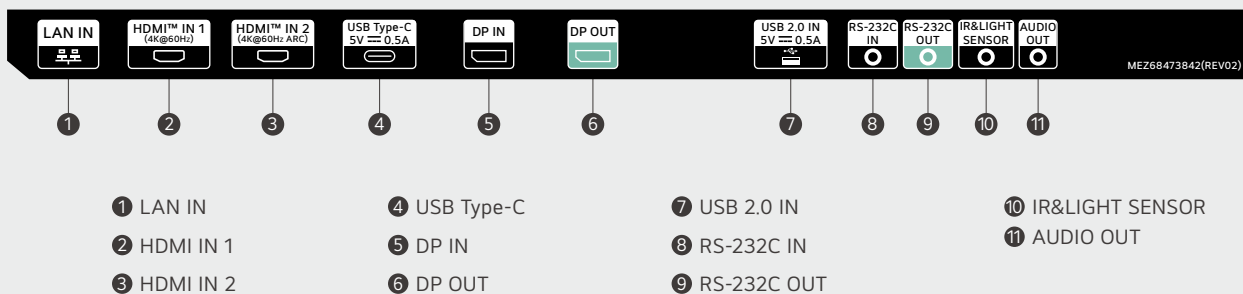 LAN IN
HDMI™ IN 1
(4K@60Hz)
HDMI™ IN 2
(4K@60Hz ARC)
USB Type-C
5V ⎓ 0.5A
DP IN
DP OUT
USB 2.0 IN
5V ⎓ 0.5A
RS-232C
IN
RS-232C
OUT
IR&LIGHT
SENSOR
AUDIO
OUT
MEZ68473842(REV02)
1 2 3 4 5 6 7 8 9 10 11
1 LAN IN
2 HDMI IN 1
3 HDMI IN 2
4 USB Type-C
5 DP IN
6 DP OUT
7 USB 2.0 IN
8 RS-232C IN
9 RS-232C OUT
10 IR&LIGHT SENSOR
11 AUDIO OUT